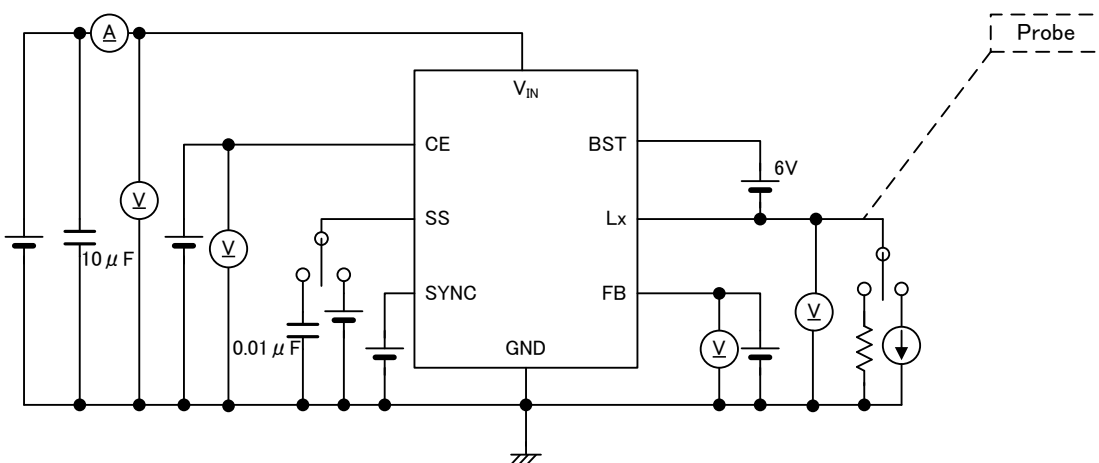 Probe
A
V_IN
CE
BST
6V
V
SS
Lx
V
10μF
SYNC
FB
V
0.01μF
GND
V